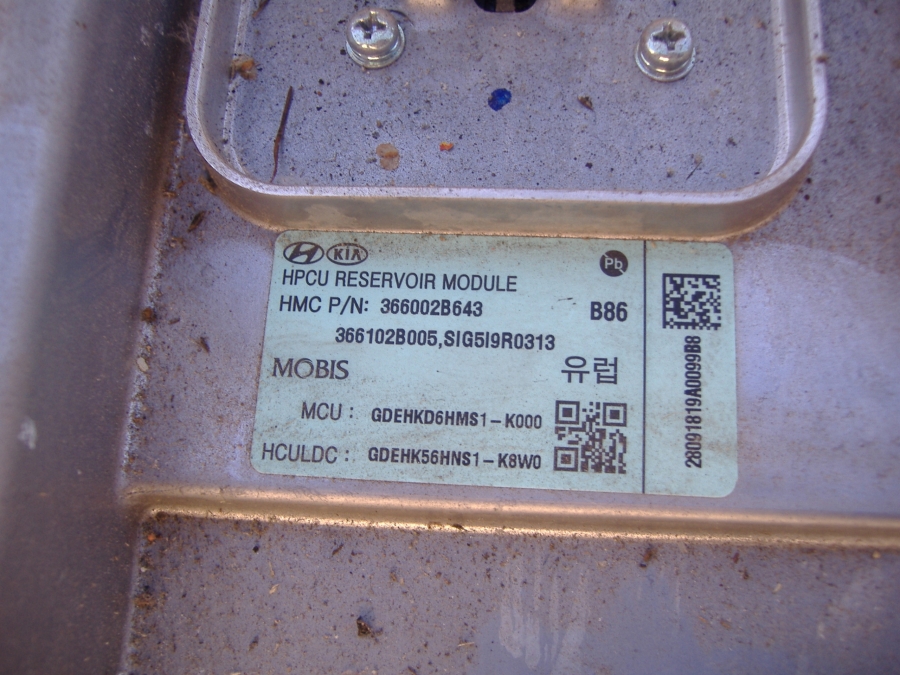 KIA
Pb
HPCU RESERVOIR MODULE
HMC P/N: 366002B643 B86
366102B005,SIG5I9R0313
MOBIS 유럽
MCU : GDEHKD6HMS1-K000
HCULDC : GDEHK56HNS1-K8W0
28091819A0099B8